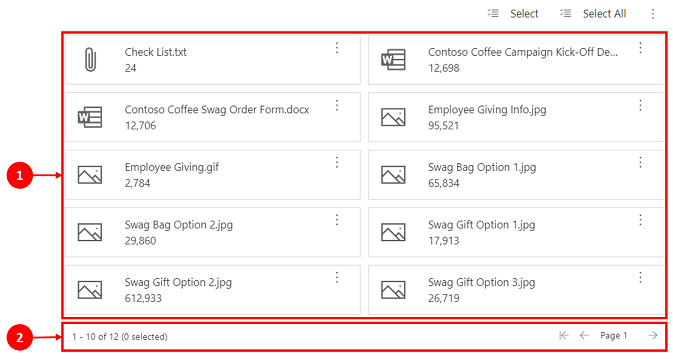 Select Select All
Check List.txt
24
Contoso Coffee Campaign Kick-Off De...
12,698
Contoso Coffee Swag Order Form.docx
12,706
Employee Giving Info.jpg
95,521
1
Employee Giving.gif
2,784
Swag Bag Option 1.jpg
65,834
Swag Bag Option 2.jpg
29,860
Swag Gift Option 1.jpg
17,913
Swag Gift Option 2.jpg
612,933
Swag Gift Option 3.jpg
26,719
2
1 - 10 of 12 (0 selected) Page 1